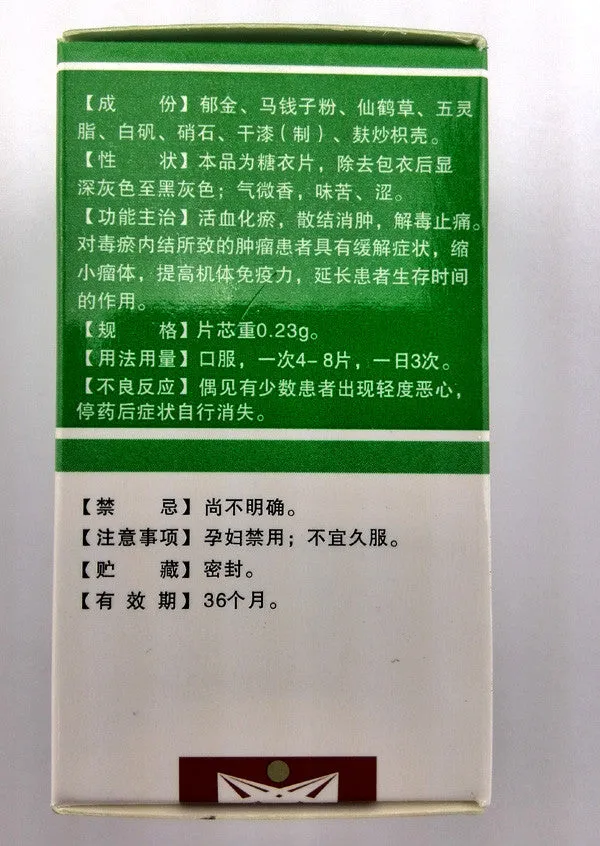 【成　　份】郁金、马钱子粉、仙鹤草、五灵
脂、白矾、硝石、干漆（制）、麸炒枳壳。
【性　　状】本品为糖衣片，除去包衣后显
深灰色至黑灰色；气微香，味苦、涩。
【功能主治】活血化瘀，散结消肿，解毒止痛。
对毒瘀内结所致的肿瘤患者具有缓解症状，缩
小瘤体，提高机体免疫力，延长患者生存时间
的作用。
【规　　格】片芯重0.23g。
【用法用量】口服，一次4-8片，一日3次。
【不良反应】偶见有少数患者出现轻度恶心，
停药后症状自行消失。
【禁　　忌】尚不明确。
【注意事项】孕妇禁用；不宜久服。
【贮　　藏】密封。
【有 效 期】36个月。